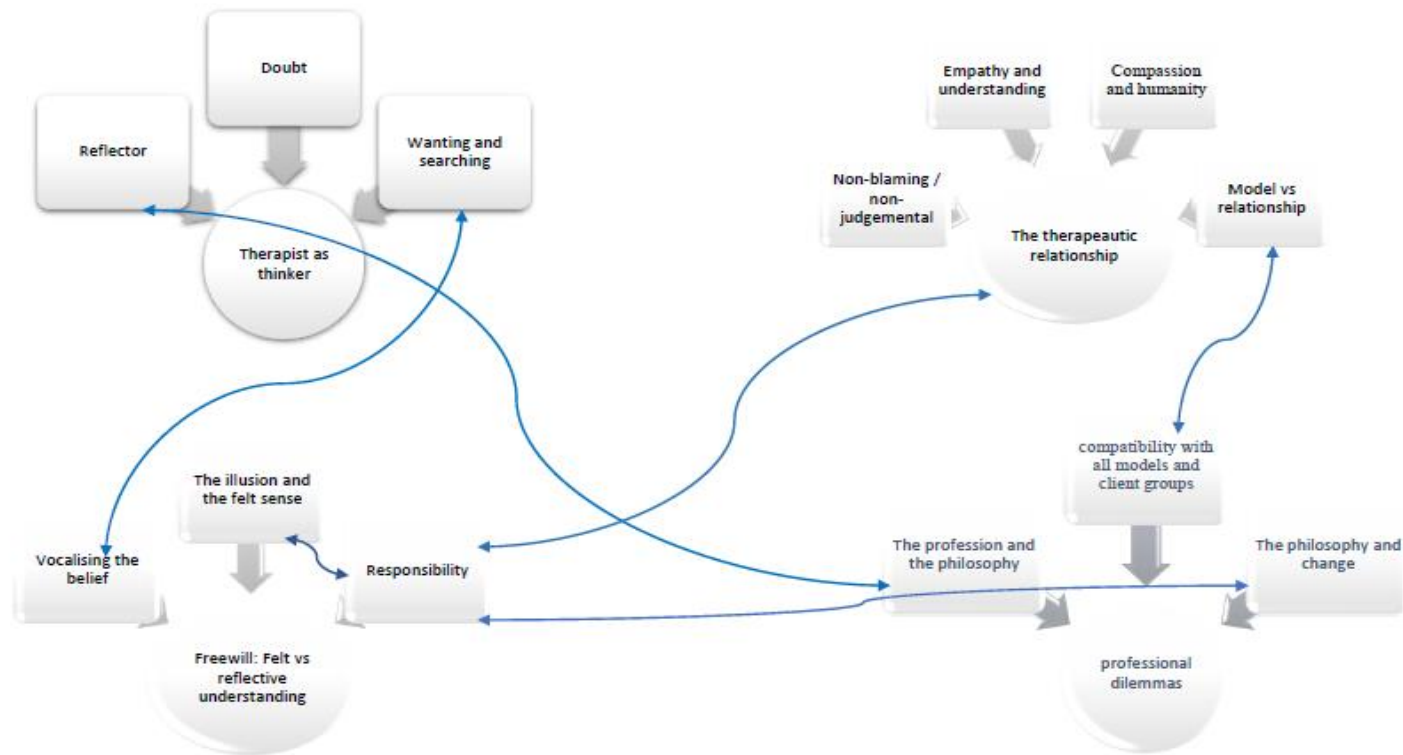 Doubt
Reflector
Wanting and
searching
Therapist as
thinker
Empathy and
understanding
Compassion
and humanity
Non-blaming /
non-
judgemental
Model vs
relationship
The therapeautic
relationship
The illusion and
the felt sense
Vocalising the
belief
Responsibility
Freewill: Felt vs
reflective
understanding
compatibility with
all models and
client groups
The profession and
the philosophy
The philosophy and
change
professional
dilemmas